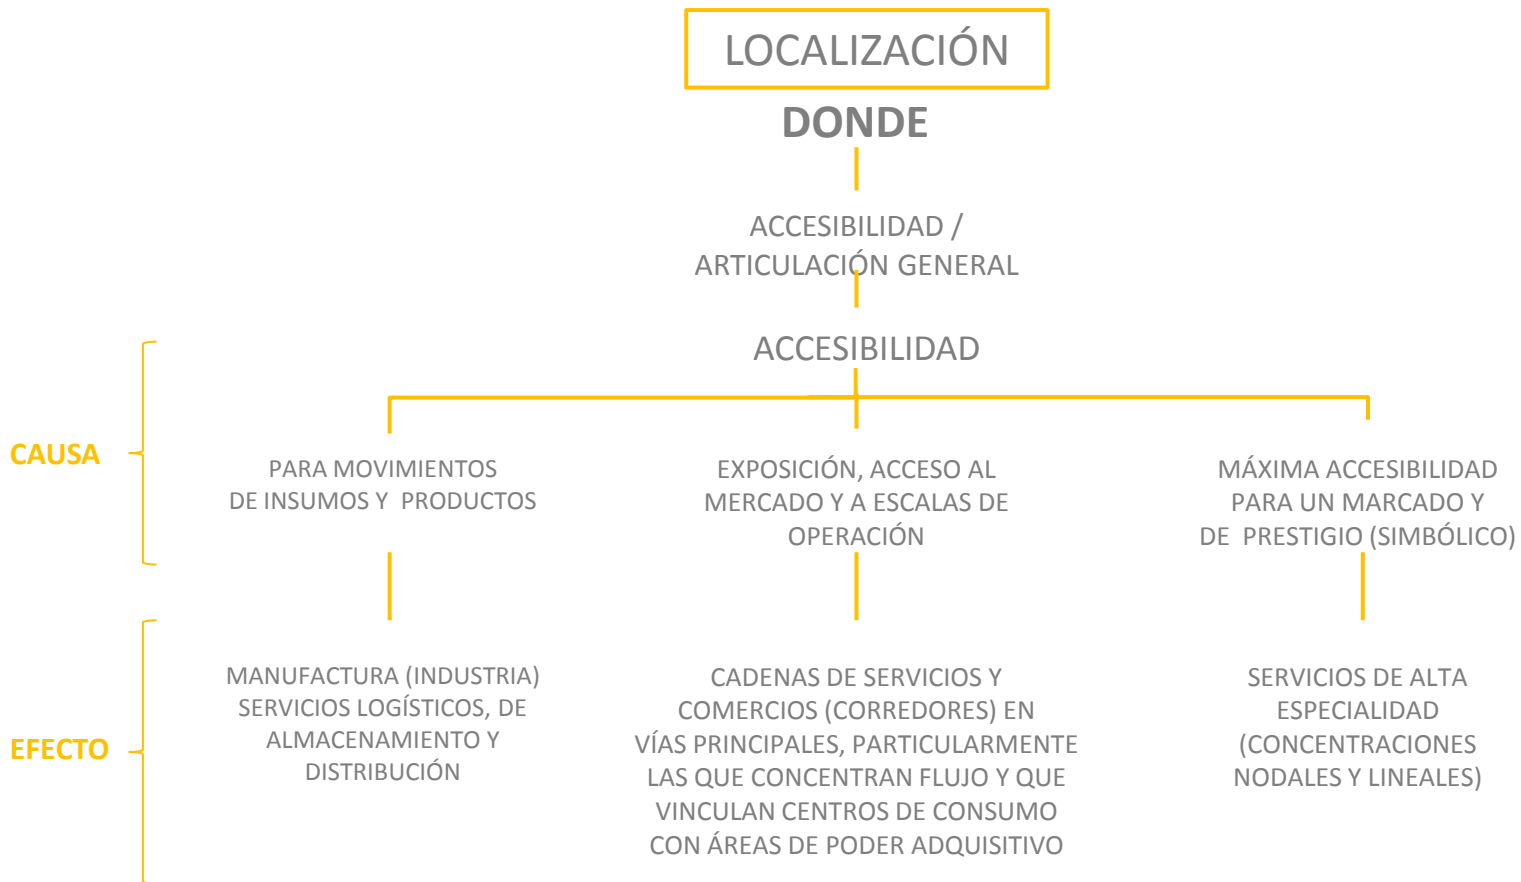 LOCALIZACIÓN
DONDE
ACCESIBILIDAD /
ARTICULACIÓN GENERAL
ACCESIBILIDAD
CAUSA
PARA MOVIMIENTOS
DE INSUMOS Y PRODUCTOS
EXPOSICIÓN, ACCESO AL
MERCADO Y A ESCALAS DE
OPERACIÓN
MÁXIMA ACCESIBILIDAD
PARA UN MARCADO Y
DE PRESTIGIO (SIMBÓLICO)
EFECTO
MANUFACTURA (INDUSTRIA)
SERVICIOS LOGÍSTICOS, DE
ALMACENAMIENTO Y
DISTRIBUCIÓN
CADENAS DE SERVICIOS Y
COMERCIOS (CORREDORES) EN
VÍAS PRINCIPALES, PARTICULARMENTE
LAS QUE CONCENTRAN FLUJO Y QUE
VINCULAN CENTROS DE CONSUMO
CON ÁREAS DE PODER ADQUISITIVO
SERVICIOS DE ALTA
ESPECIALIDAD
(CONCENTRACIONES
NODALES Y LINEALES)